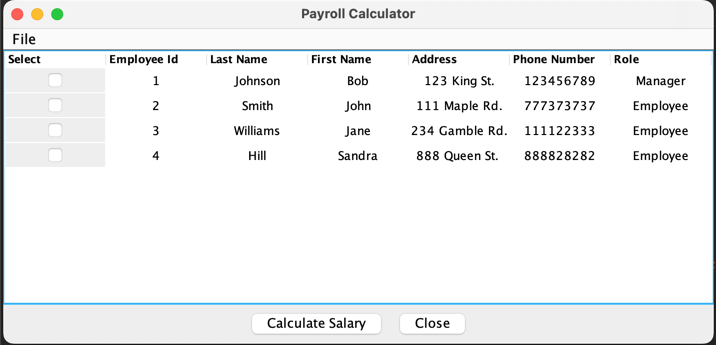 Payroll Calculator
File
Select Employee Id Last Name First Name Address Phone Number Role
1 Johnson Bob 123 King St. 123456789 Manager
2 Smith John 111 Maple Rd. 777373737 Employee
3 Williams Jane 234 Gamble Rd. 111122333 Employee
4 Hill Sandra 888 Queen St. 888828282 Employee
Calculate Salary Close